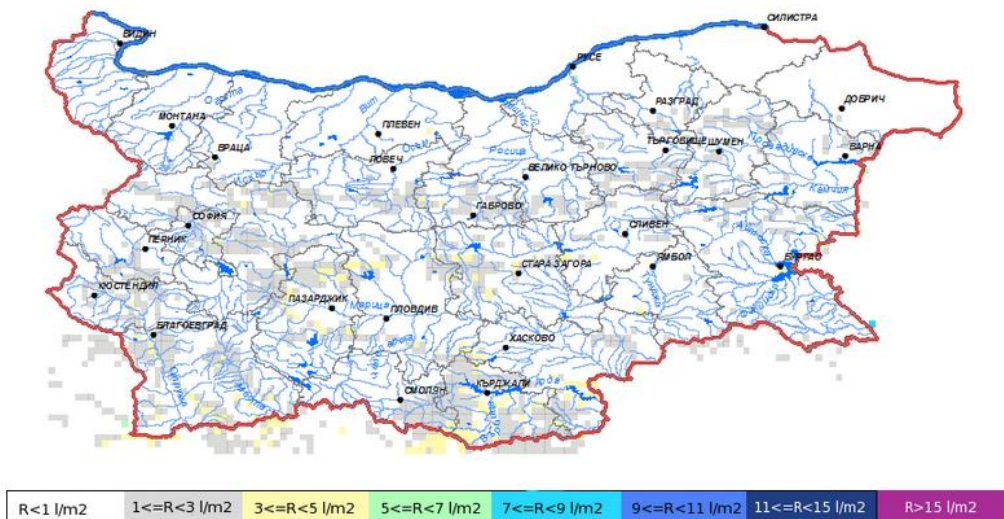 СИЛИСТРА
ВИДИН
РУСЕ
ДОБРИЧ
РАЗГРАД
Огоста
МОНТАНА
Вит
ПЛЕВЕН
Осъм
ТЪРГОВИЩЕ
ШУМЕН
Провадийска
ВАРНА
ВРАЦА
ЛОВЕЧ
Росица
ВЕЛИКО ТЪРНОВО
Камчия
ГАБРОВО
СОФИЯ
СЛИВЕН
ПЕРНИК
СТАРА ЗАГОРА
ЯМБОЛ
БУРГАС
КЮСТЕНДИЛ
ПАЗАРДЖИК
Марица
ПЛОВДИВ
Тунджа
БЛАГОЕВГРАД
ХАСКОВО
СМОЛЯН
КЪРДЖАЛИ
Арда
Струма
Места
R<1 l/m2 1<=R<3 l/m2 3<=R<5 l/m2 5<=R<7 l/m2 7<=R<9 l/m2 9<=R<11 l/m2 11<=R<15 l/m2 R>15 l/m2